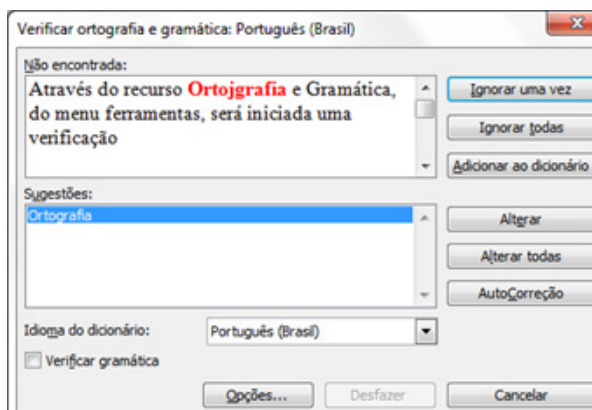 Verificar ortografia e gramática: Português (Brasil)
Não encontrada:
Através do recurso Ortojgrafia e Gramática,
do menu ferramentas, será iniciada uma
verificação
Ignorar uma vez
Ignorar todas
Adicionar ao dicionário
Sugestões:
Ortografia
Alterar
Alterar todas
AutoCorreção
Idioma do dicionário: Português (Brasil)
Verificar gramática
Opções... Desfazer Cancelar